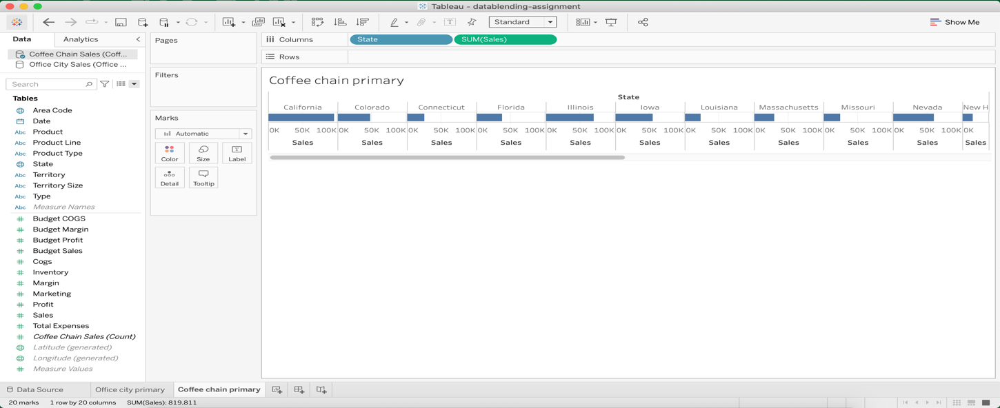 Tableau - datablending-assignment
Standard
Show Me
Data
Analytics
Coffee Chain Sales (Coff...
Office City Sales (Office ...
Search
Tables
Area Code
Date
Abc Product
Abc Product Line
Abc Product Type
State
Abc Territory
Abc Territory Size
Abc Type
Abc Measure Names
Budget COGS
Budget Margin
Budget Profit
Budget Sales
Cogs
Inventory
Margin
Marketing
Profit
Sales
Total Expenses
Coffee Chain Sales (Count)
Latitude (generated)
Longitude (generated)
Measure Values
Pages
Filters
Marks
Automatic
Color Size Label
Detail Tooltip
Columns State SUM(Sales)
Rows
Coffee chain primary
State
California Colorado Connecticut Florida Illinois Iowa Louisiana Massachusetts Missouri Nevada New H
0K 50K 100K 0K 50K 100K 0K 50K 100K 0K 50K 100K 0K 50K 100K 0K 50K 100K 0K 50K 100K 0K 50K 100K 0K 50K 100K 0K 50K 100K 0K
Sales Sales Sales Sales Sales Sales Sales Sales Sales Sales Sales
Data Source Office city primary Coffee chain primary
20 marks 1 row by 20 columns SUM(Sales): 819,811